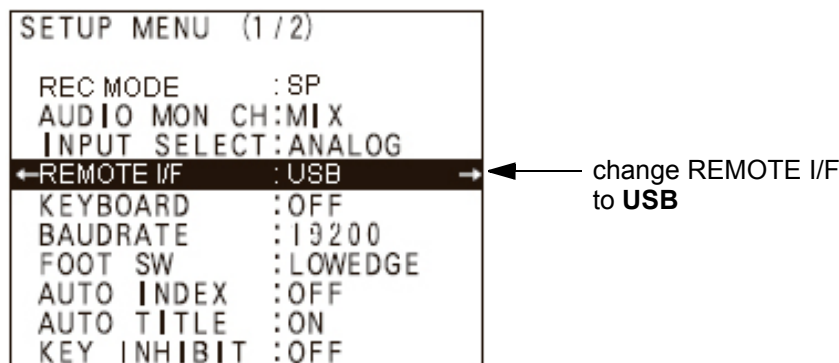 SETUP MENU (1/2)
REC MODE :SP
AUDIO MON CH:MIX
INPUT SELECT:ANALOG
←REMOTE I/F :USB →
KEYBOARD :OFF
BAUDRATE :19200
FOOT SW :LOWEDGE
AUTO INDEX :OFF
AUTO TITLE :ON
KEY INHIBIT :OFF
change REMOTE I/F
to USB